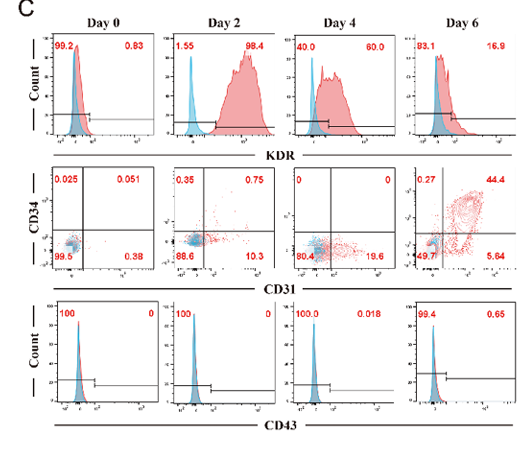 C
Day 0 Day 2 Day 4 Day 6
99.2 0.83 1.55 98.4 40.0 60.0 83.1 16.9
Count
KDR
0.025 0.051 0.35 0.75 0 0 0.27 44.4
CD34
99.5 0.38 88.6 10.3 80.4 19.6 49.7 5.64
CD31
100 0 100 0 100.0 0.018 99.4 0.65
Count
CD43